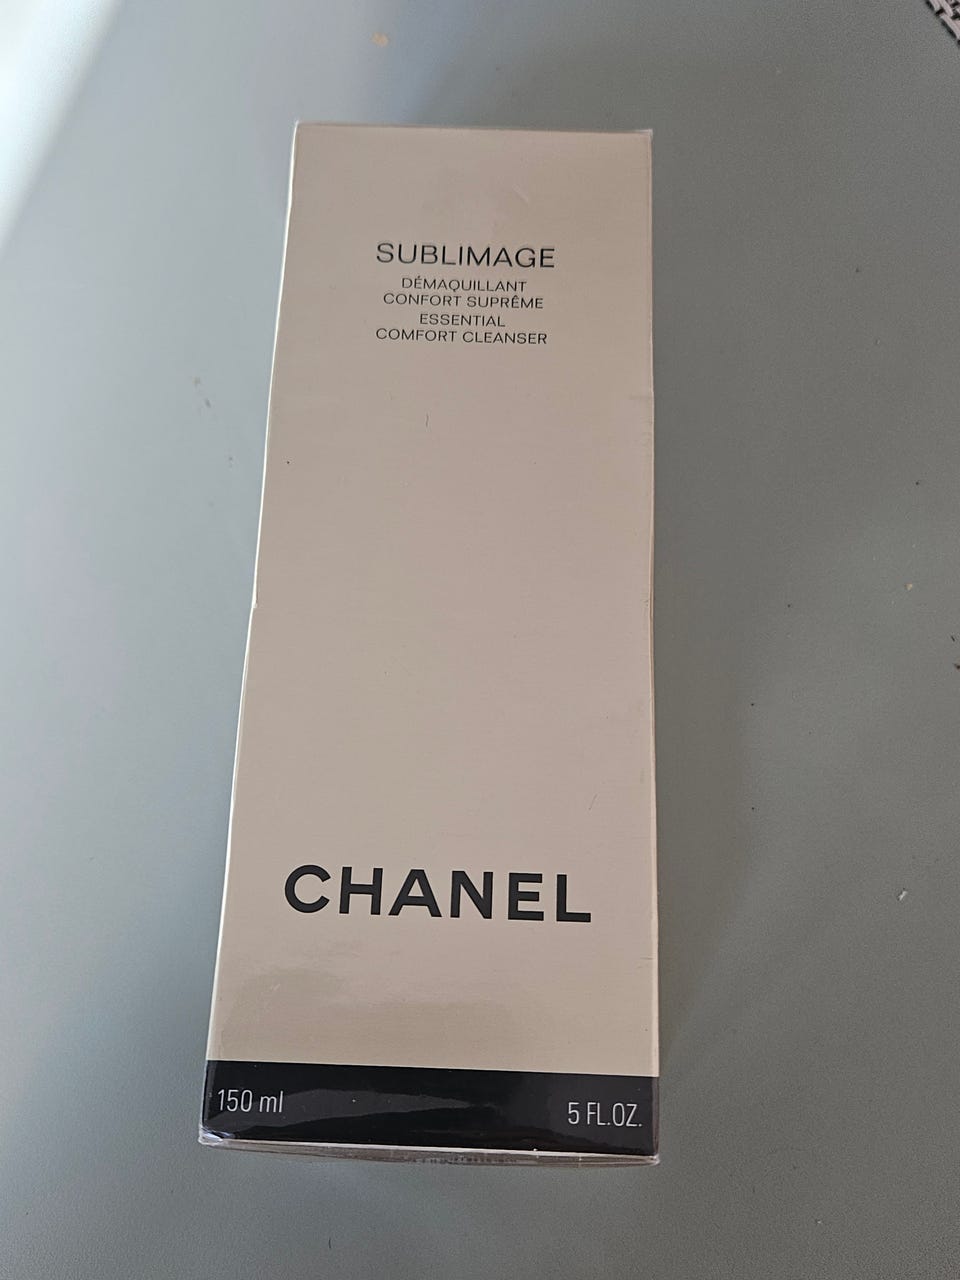 SUBLIMAGE
DÉMAQUILLANT
CONFORT SUPRÊME
ESSENTIAL
COMFORT CLEANSER
CHANEL
150 ml 5 FL.OZ.